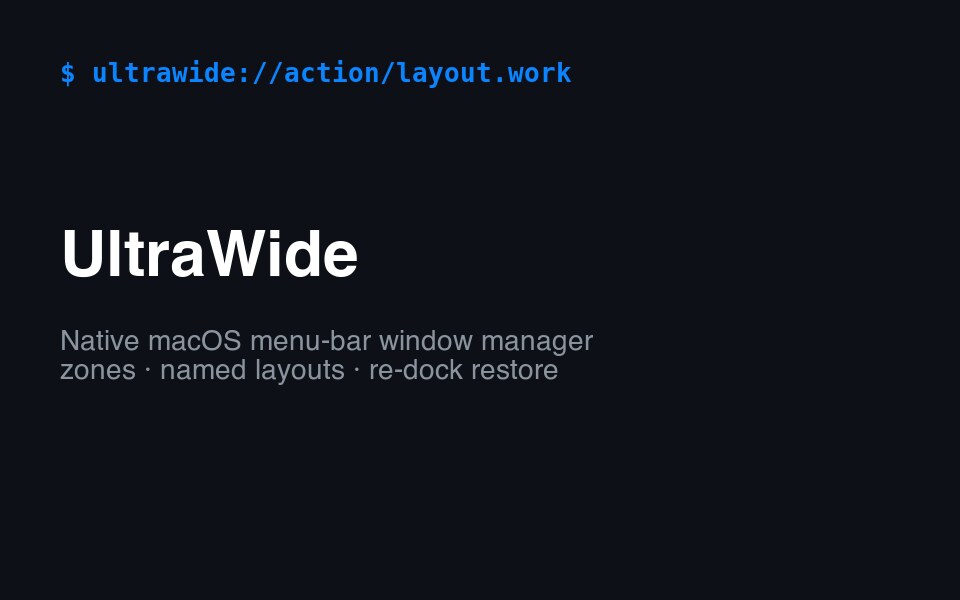 $ ultrawide://action/layout.work
UltraWide
Native macOS menu-bar window manager
zones · named layouts · re-dock restore